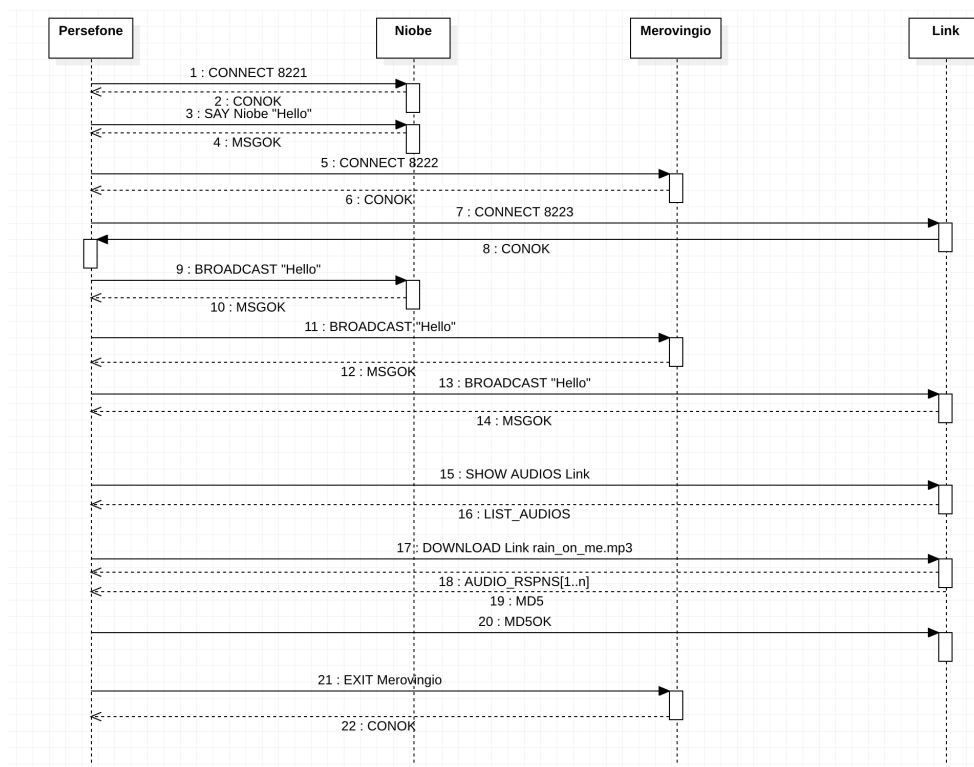 Persefone
Niobe
Merovingio
Link
1 : CONNECT 8221
2 : CONOK
3 : SAY Niobe "Hello"
4 : MSGOK
5 : CONNECT 8222
6 : CONOK
7 : CONNECT 8223
8 : CONOK
9 : BROADCAST "Hello"
10 : MSGOK
11 : BROADCAST "Hello"
12 : MSGOK
13 : BROADCAST "Hello"
14 : MSGOK
15 : SHOW AUDIOS Link
16 : LIST_AUDIOS
17 : DOWNLOAD Link rain_on_me.mp3
18 : AUDIO_RSPNS[1..n]
19 : MD5
20 : MD5OK
21 : EXIT Merovingio
22 : CONOK